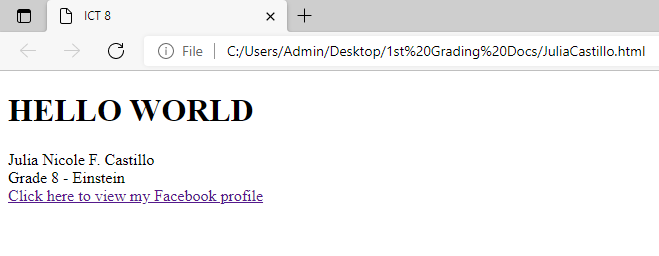 ICT 8
File
C:/Users/Admin/Desktop/1st%20Grading%20Docs/JuliaCastillo.html
HELLO WORLD
Julia Nicole F. Castillo
Grade 8 - Einstein
Click here to view my Facebook profile